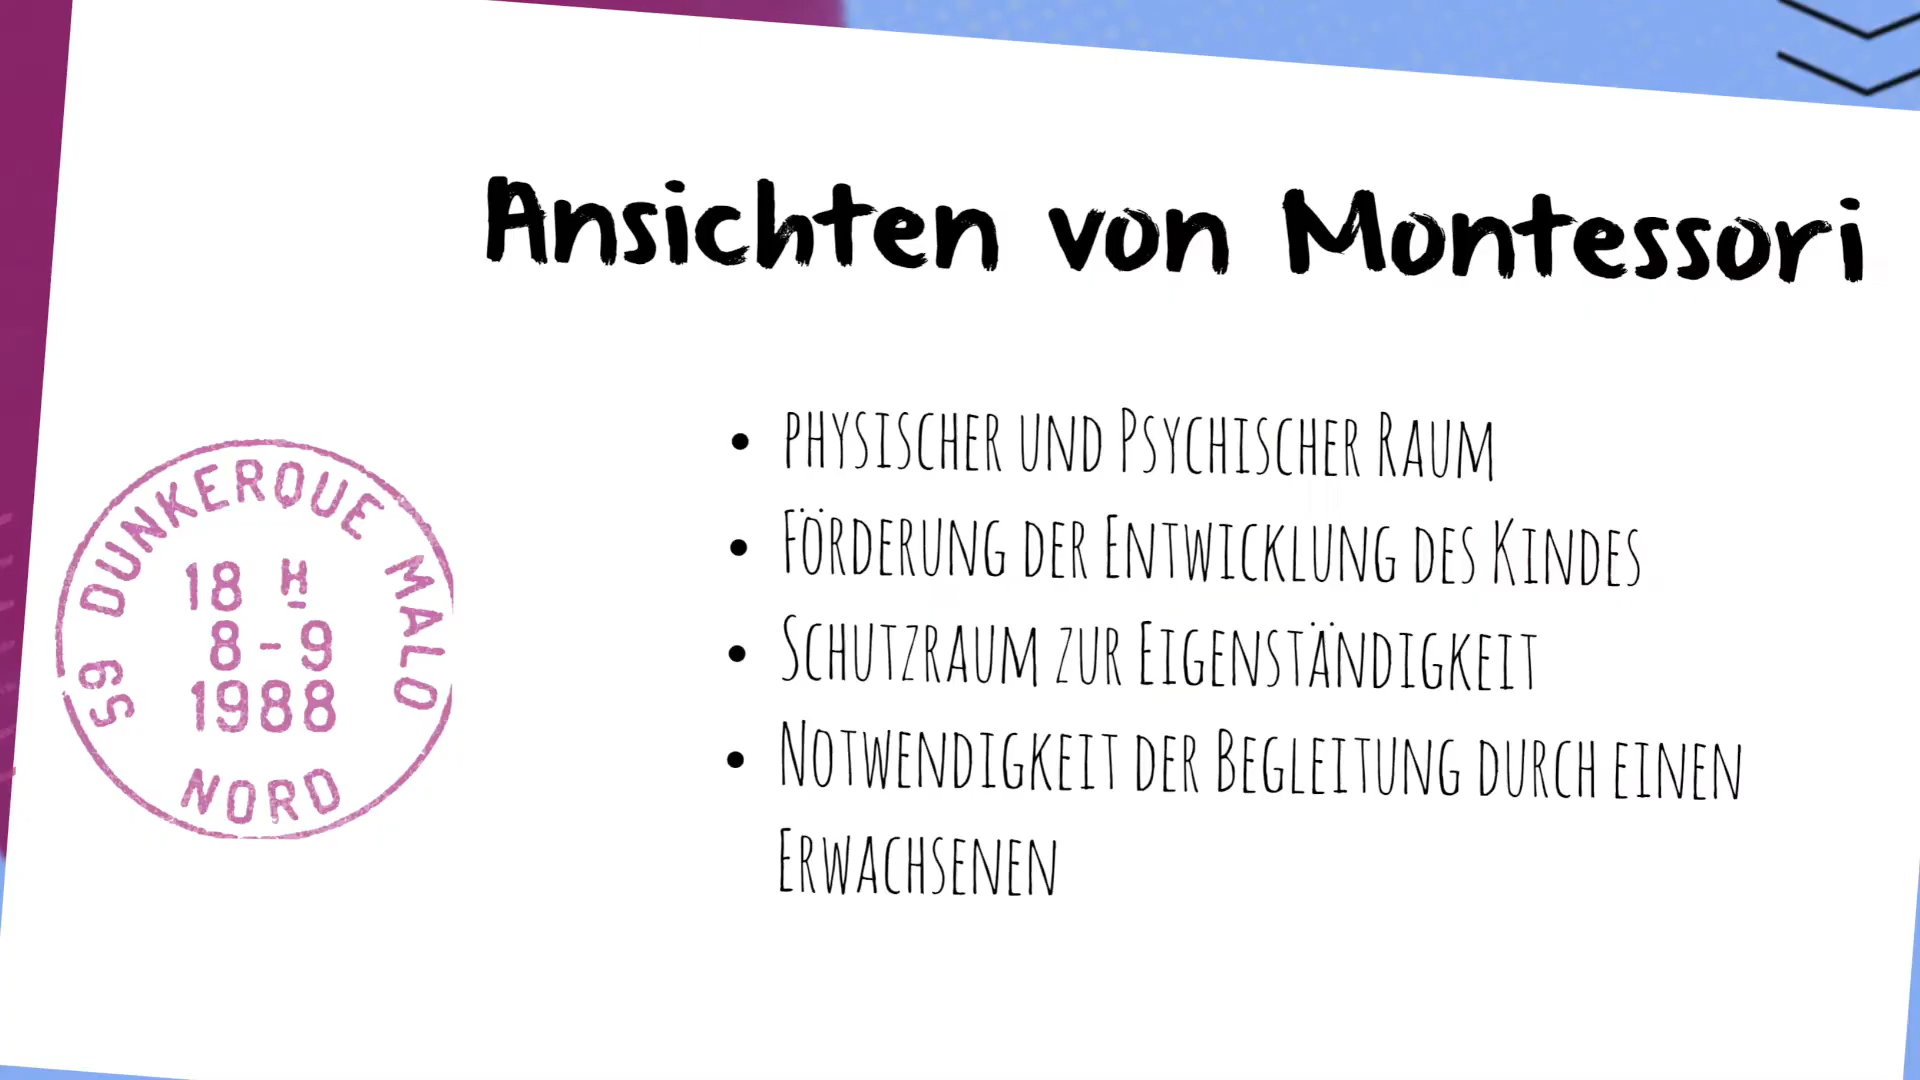 Ansichten von Montessori
physischer und Psychischer Raum
Förderung der Entwicklung des Kindes
Schutzraum zur Eigenständigkeit
Notwendigkeit der Begleitung durch einen
Erwachsenen
59 DUNKERQUE MALO
18 H
8-9
1988
NORD